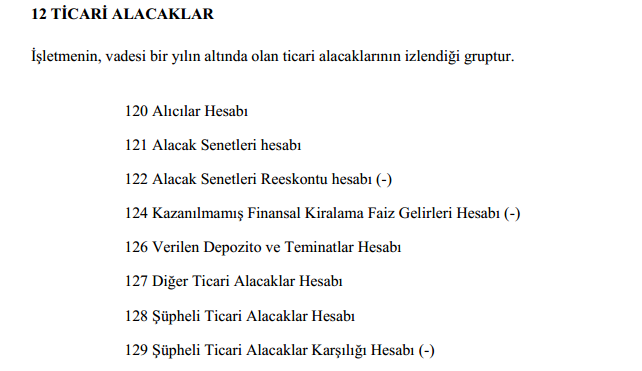 12 TİCARİ ALACAKLAR
İşletmenin, vadesi bir yılın altında olan ticari alacaklarının izlendiği gruptur.
120 Alıcılar Hesabı
121 Alacak Senetleri hesabı
122 Alacak Senetleri Reeskontu hesabı (-)
124 Kazanılmamış Finansal Kiralama Faiz Gelirleri Hesabı (-)
126 Verilen Depozito ve Teminatlar Hesabı
127 Diğer Ticari Alacaklar Hesabı
128 Şüpheli Ticari Alacaklar Hesabı
129 Şüpheli Ticari Alacaklar Karşılığı Hesabı (-)